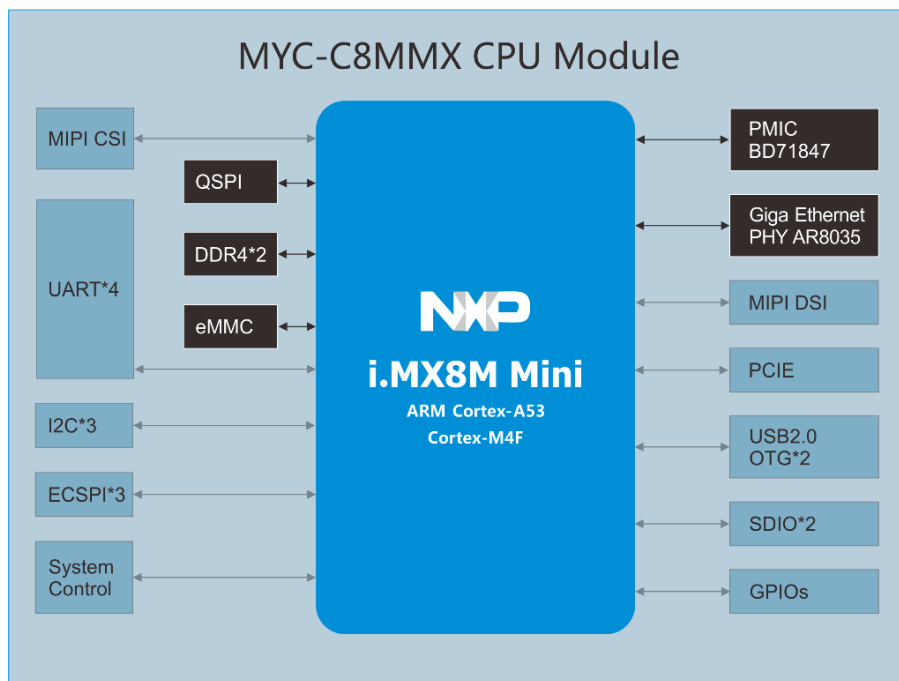 MYC-C8MMX CPU Module
MIPI CSI
QSPI
UART*4
DDR4*2
eMMC
I2C*3
ECSPI*3
System
Control
NXP
i.MX8M Mini
ARM Cortex-A53
Cortex-M4F
PMIC
BD71847
Giga Ethernet
PHY AR8035
MIPI DSI
PCIE
USB2.0
OTG*2
SDIO*2
GPIOs